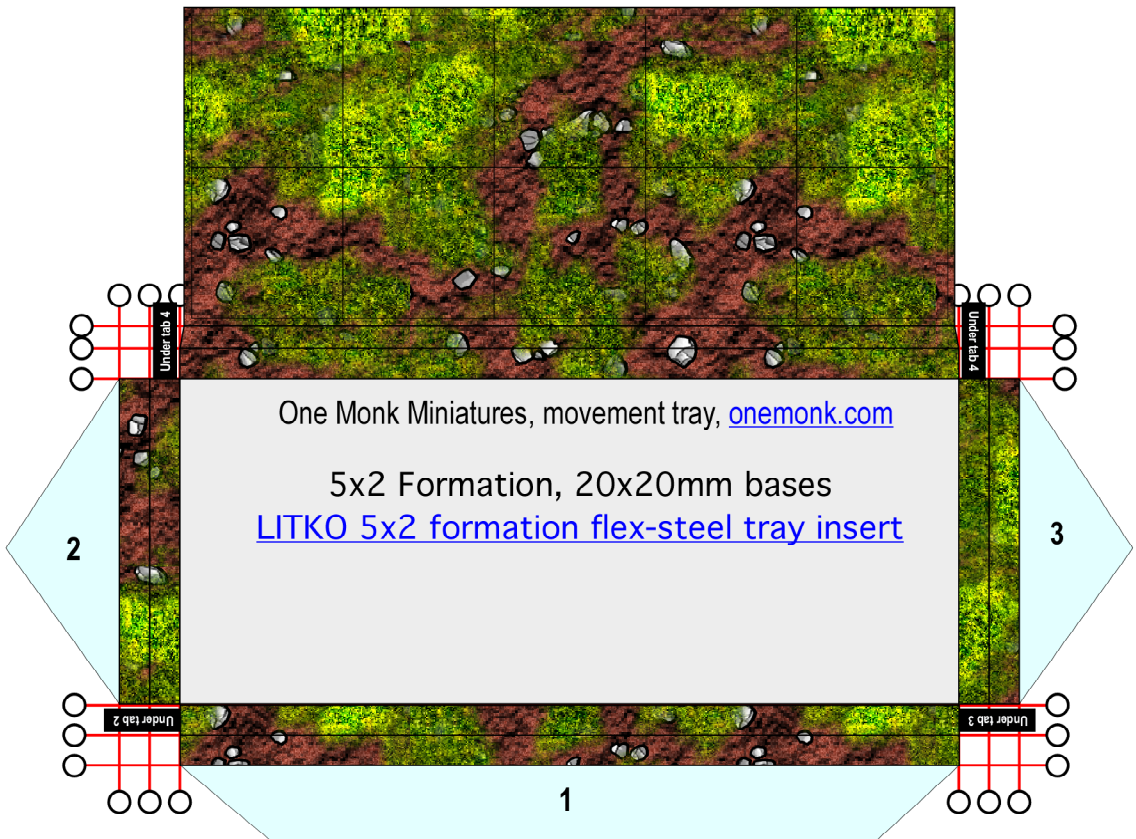 Under tab 4
Under tab 4
One Monk Miniatures, movement tray, onemonk.com
5x2 Formation, 20x20mm bases
LITKO 5x2 formation flex-steel tray insert
2
3
Under tab 2
Under tab 3
1